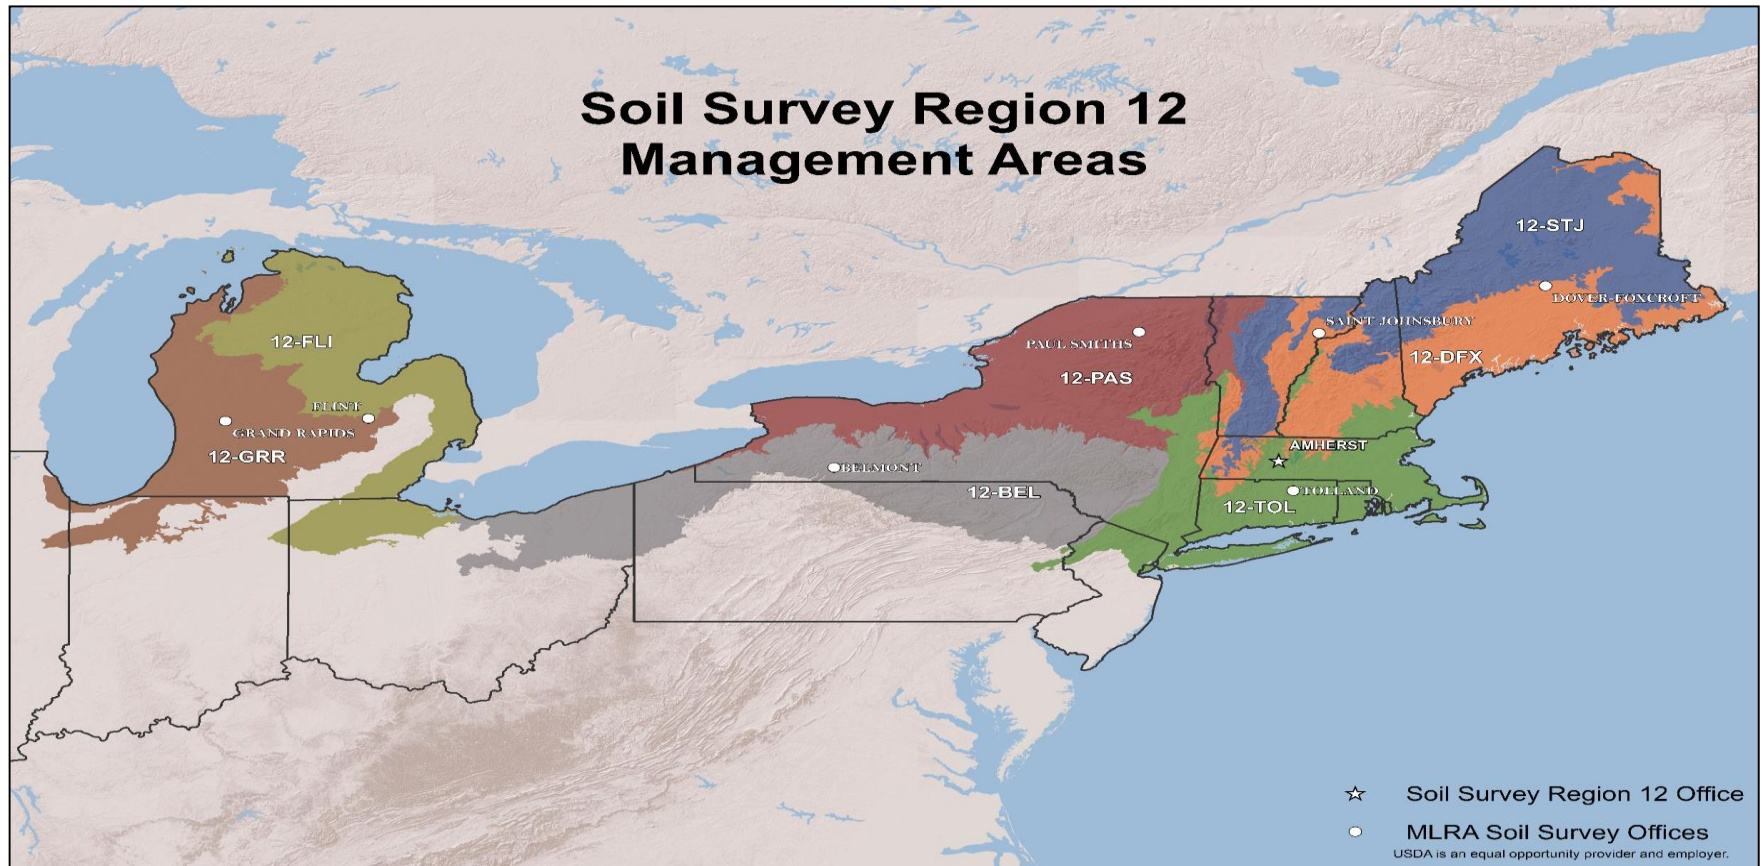 Soil Survey Region 12
Management Areas
12-STJ
DOVER-FOXCROFT
SAINT JOHNSBURY
PAUL SMITHS
12-FLI
12-DFX
12-PAS
FLINT
GRAND RAPIDS
12-GRR
AMHERST
BELMONT
12-BEL
TOLLAND
12-TOL
Soil Survey Region 12 Office
MLRA Soil Survey Offices
USDA is an equal opportunity provider and employer.